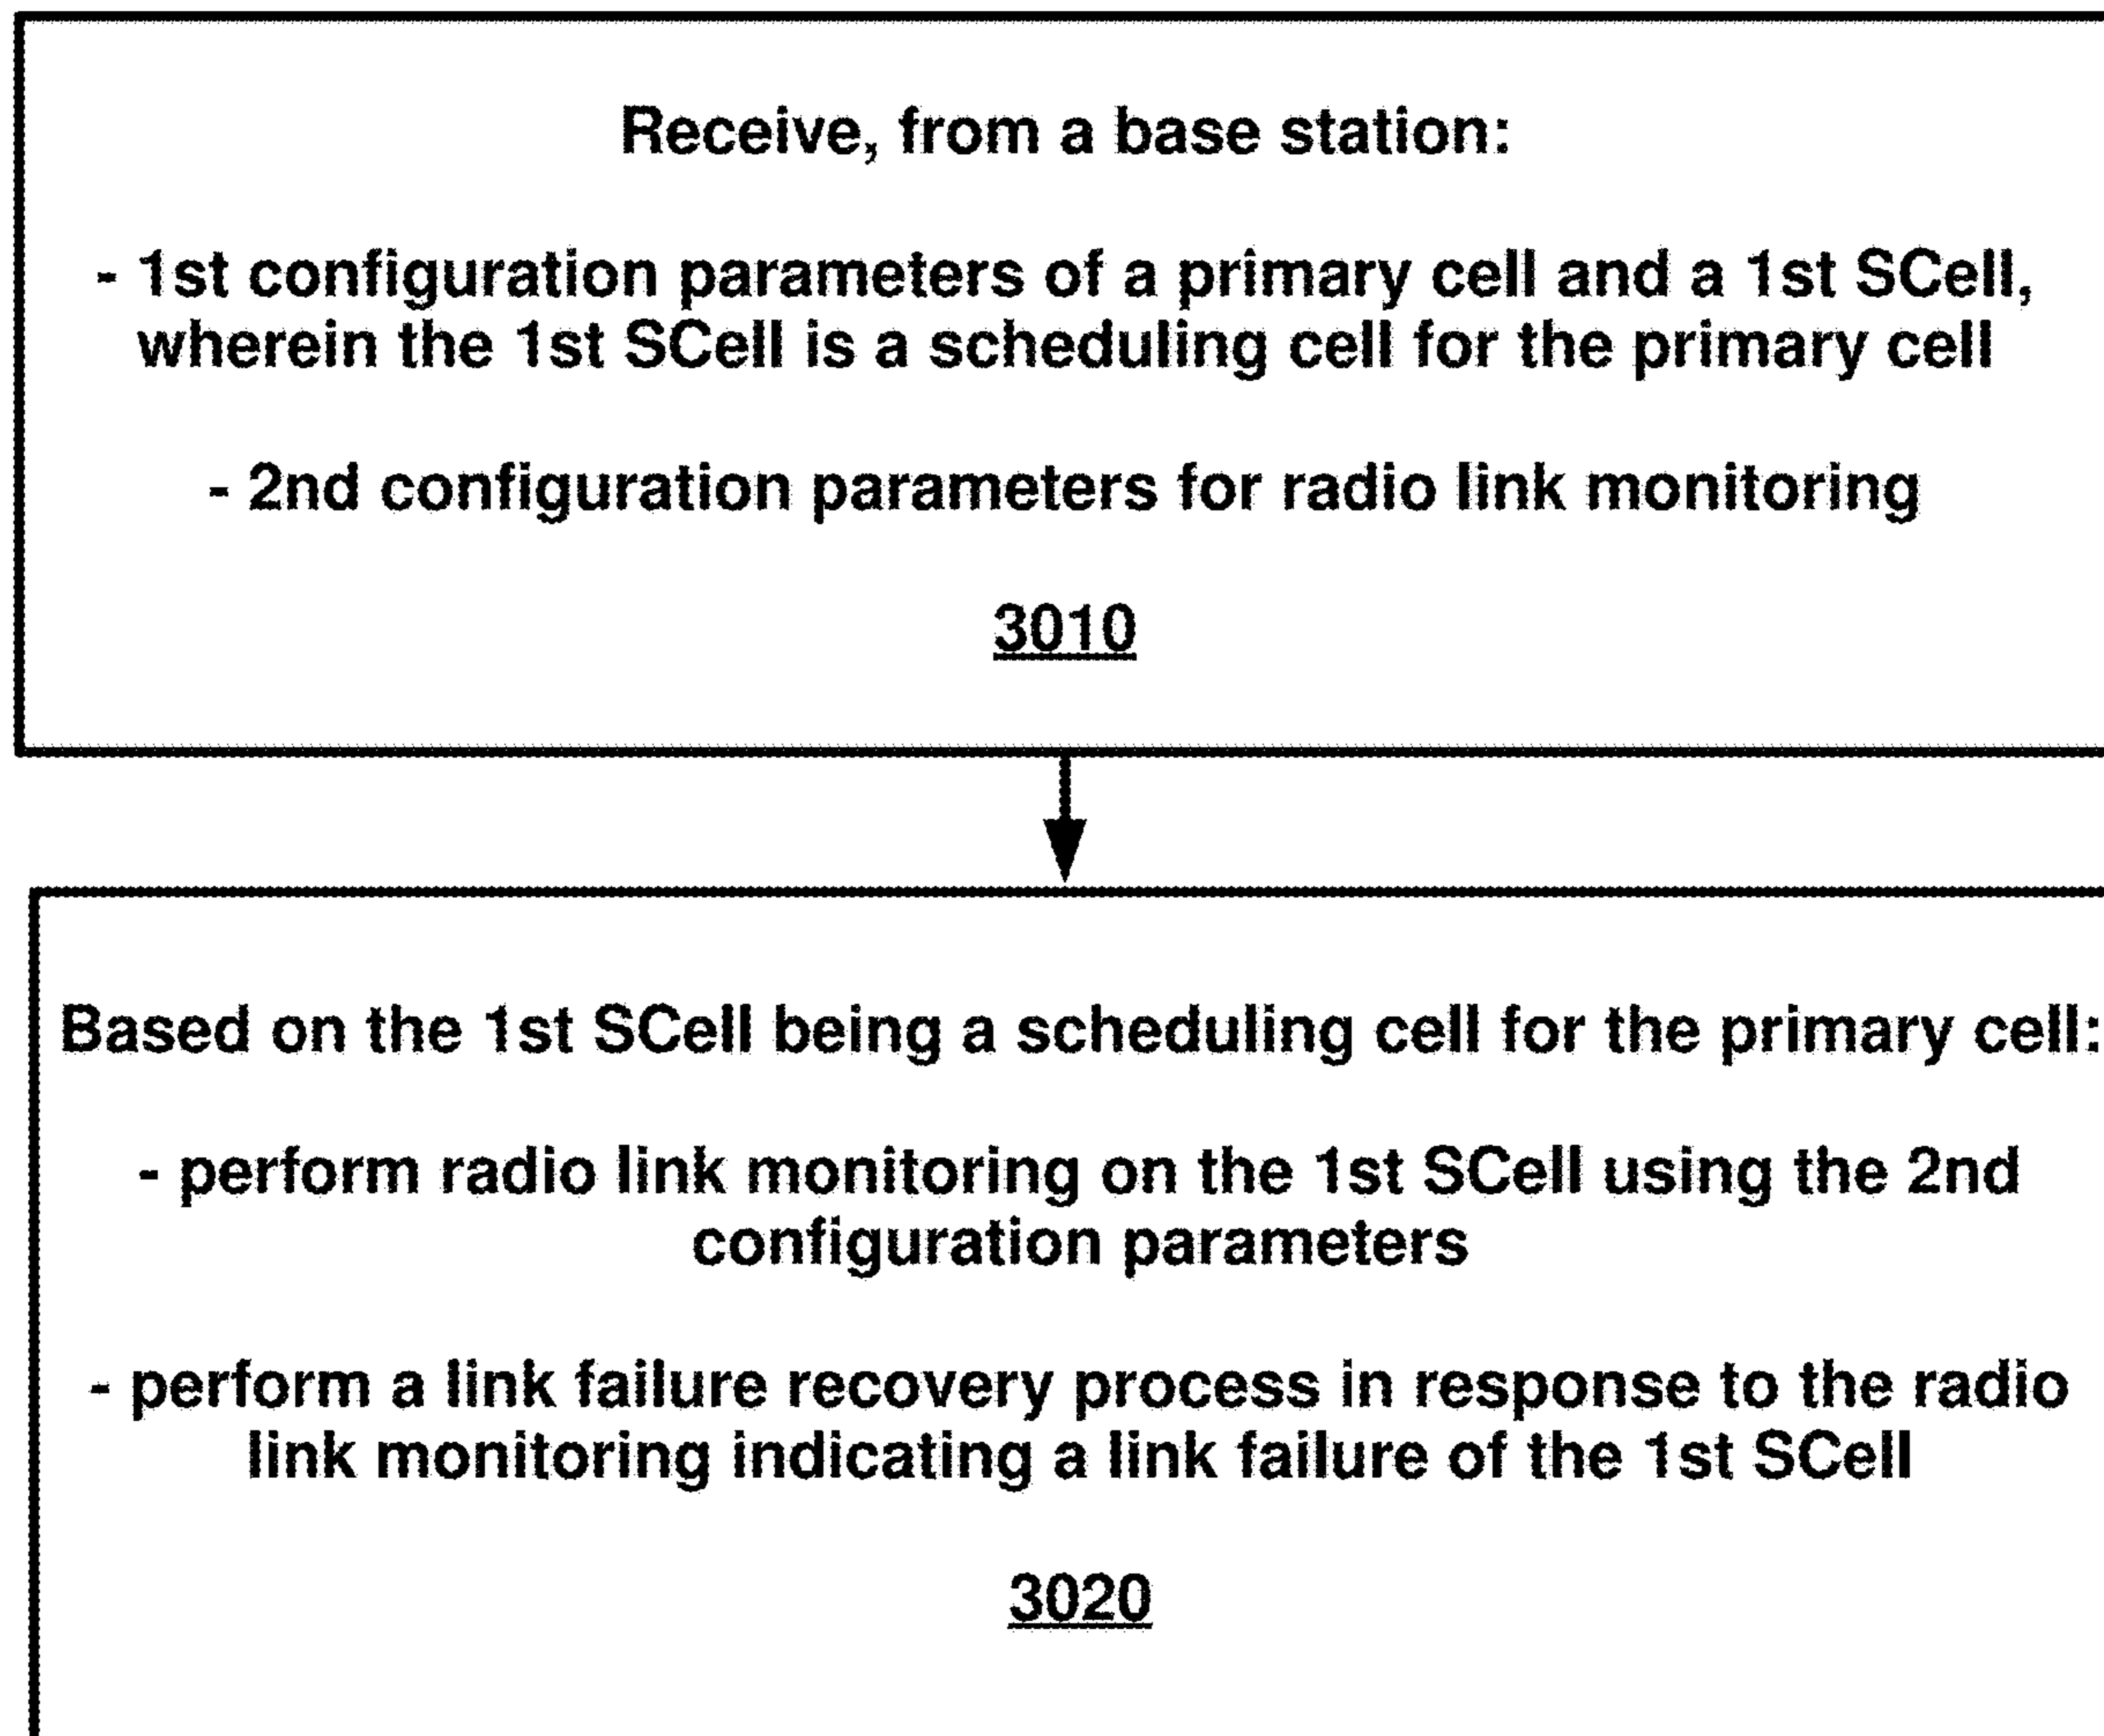 Receive, from a base station:
- 1st configuration parameters of a primary cell and a 1st SCell,
wherein the 1st SCell is a scheduling cell for the primary cell
- 2nd configuration parameters for radio link monitoring
3010
Based on the 1st SCell being a scheduling cell for the primary cell:
- perform radio link monitoring on the 1st SCell using the 2nd
configuration parameters
- perform a link failure recovery process in response to the radio
link monitoring indicating a link failure of the 1st SCell
3020